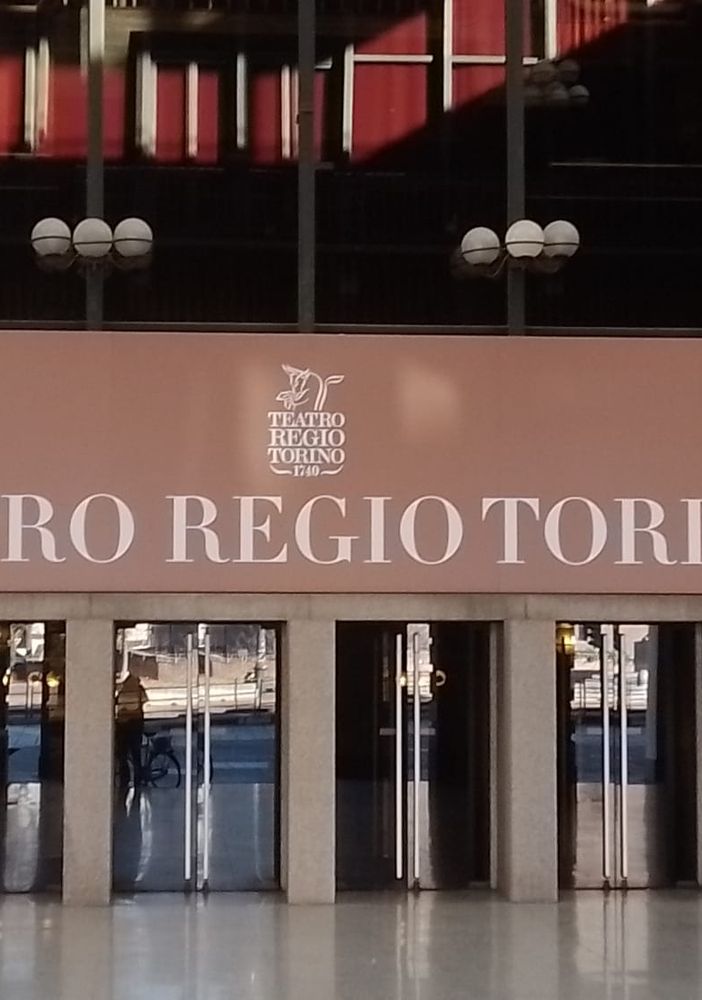 TEATRO
REGIO
TORINO
1740
RO REGIO TORI